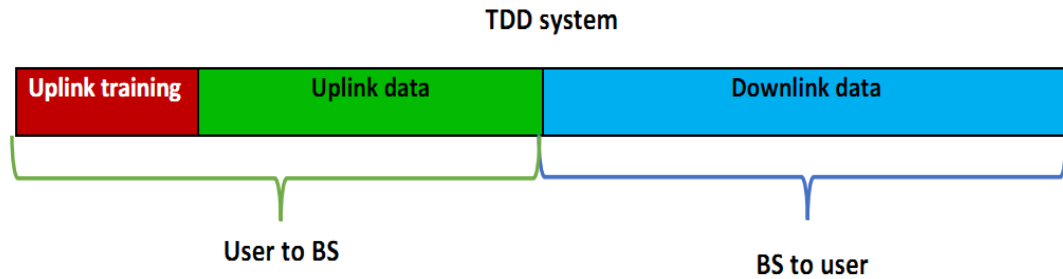 TDD system
Uplink training Uplink data Downlink data
User to BS
BS to user